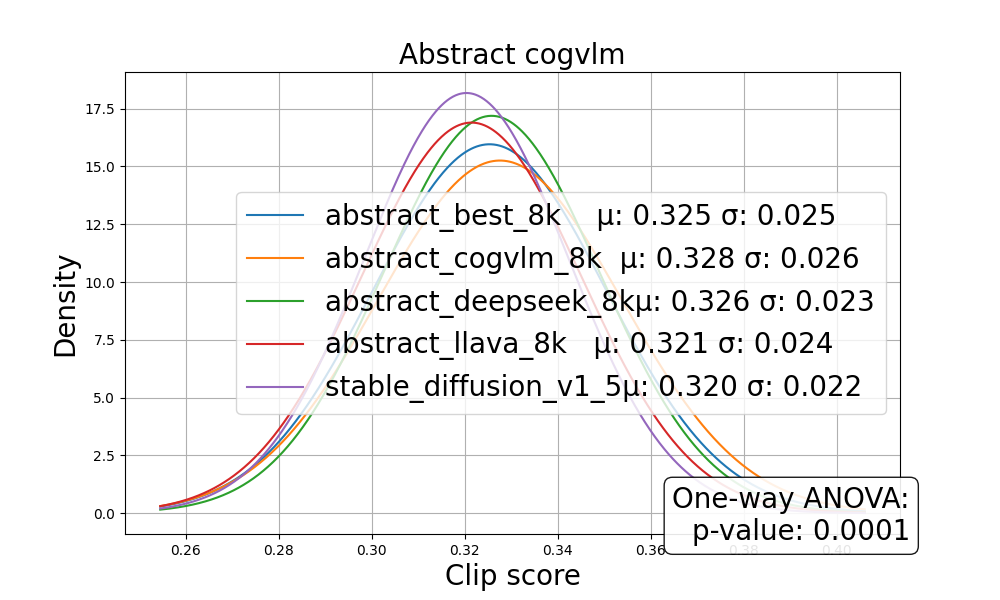 Abstract cogvlm
Density
17.5
15.0
12.5
10.0
7.5
5.0
2.5
0.0
abstract_best_8k μ: 0.325 σ: 0.025
abstract_cogvlm_8k μ: 0.328 σ: 0.026
abstract_deepseek_8kμ: 0.326 σ: 0.023
abstract_llava_8k μ: 0.321 σ: 0.024
stable_diffusion_v1_5μ: 0.320 σ: 0.022
One-way ANOVA:
p-value: 0.0001
0.26 0.28 0.30 0.32 0.34 0.36 0.38 0.40
Clip score